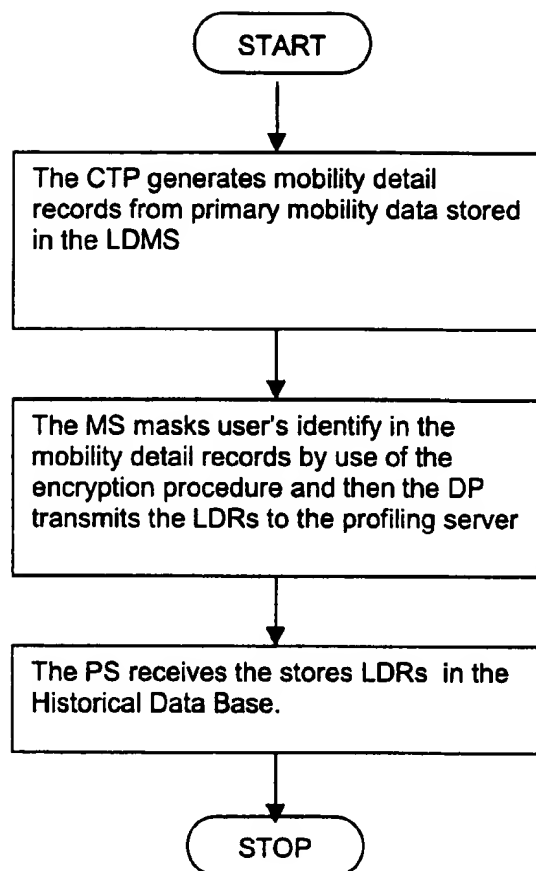 START
The CTP generates mobility detail
records from primary mobility data stored
in the LDMS
The MS masks user's identify in the
mobility detail records by use of the
encryption procedure and then the DP
transmits the LDRs to the profiling server
The PS receives the stores LDRs in the
Historical Data Base.
STOP